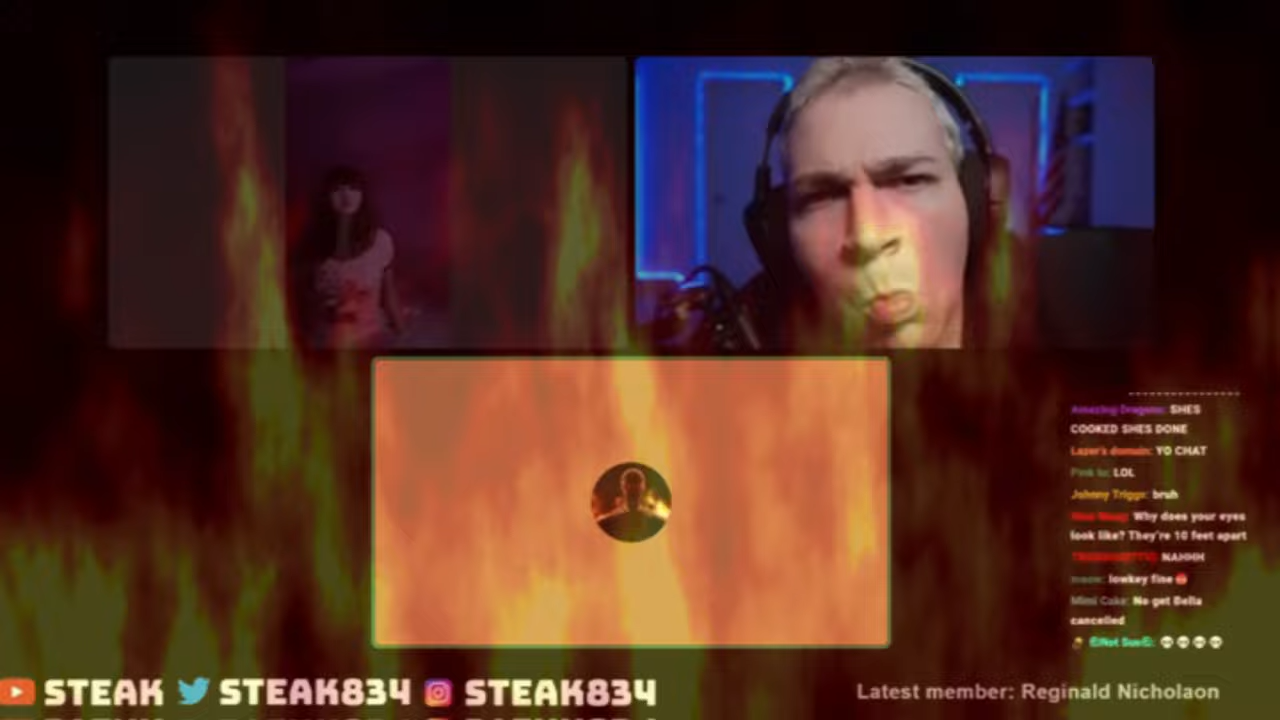 Amazing Dragons: SHES
COOKED SHES DONE
Lazer's domain: YO CHAT
LOL
Johnny Triggs: bruh
Why does your eyes
look like? They're 10 feet apart
NAHHH
meow: lowkey fine
Mimi Cake: No get Bella
cancelled
STEAK STEAK834 STEAK834
Latest member: Reginald Nicholaon